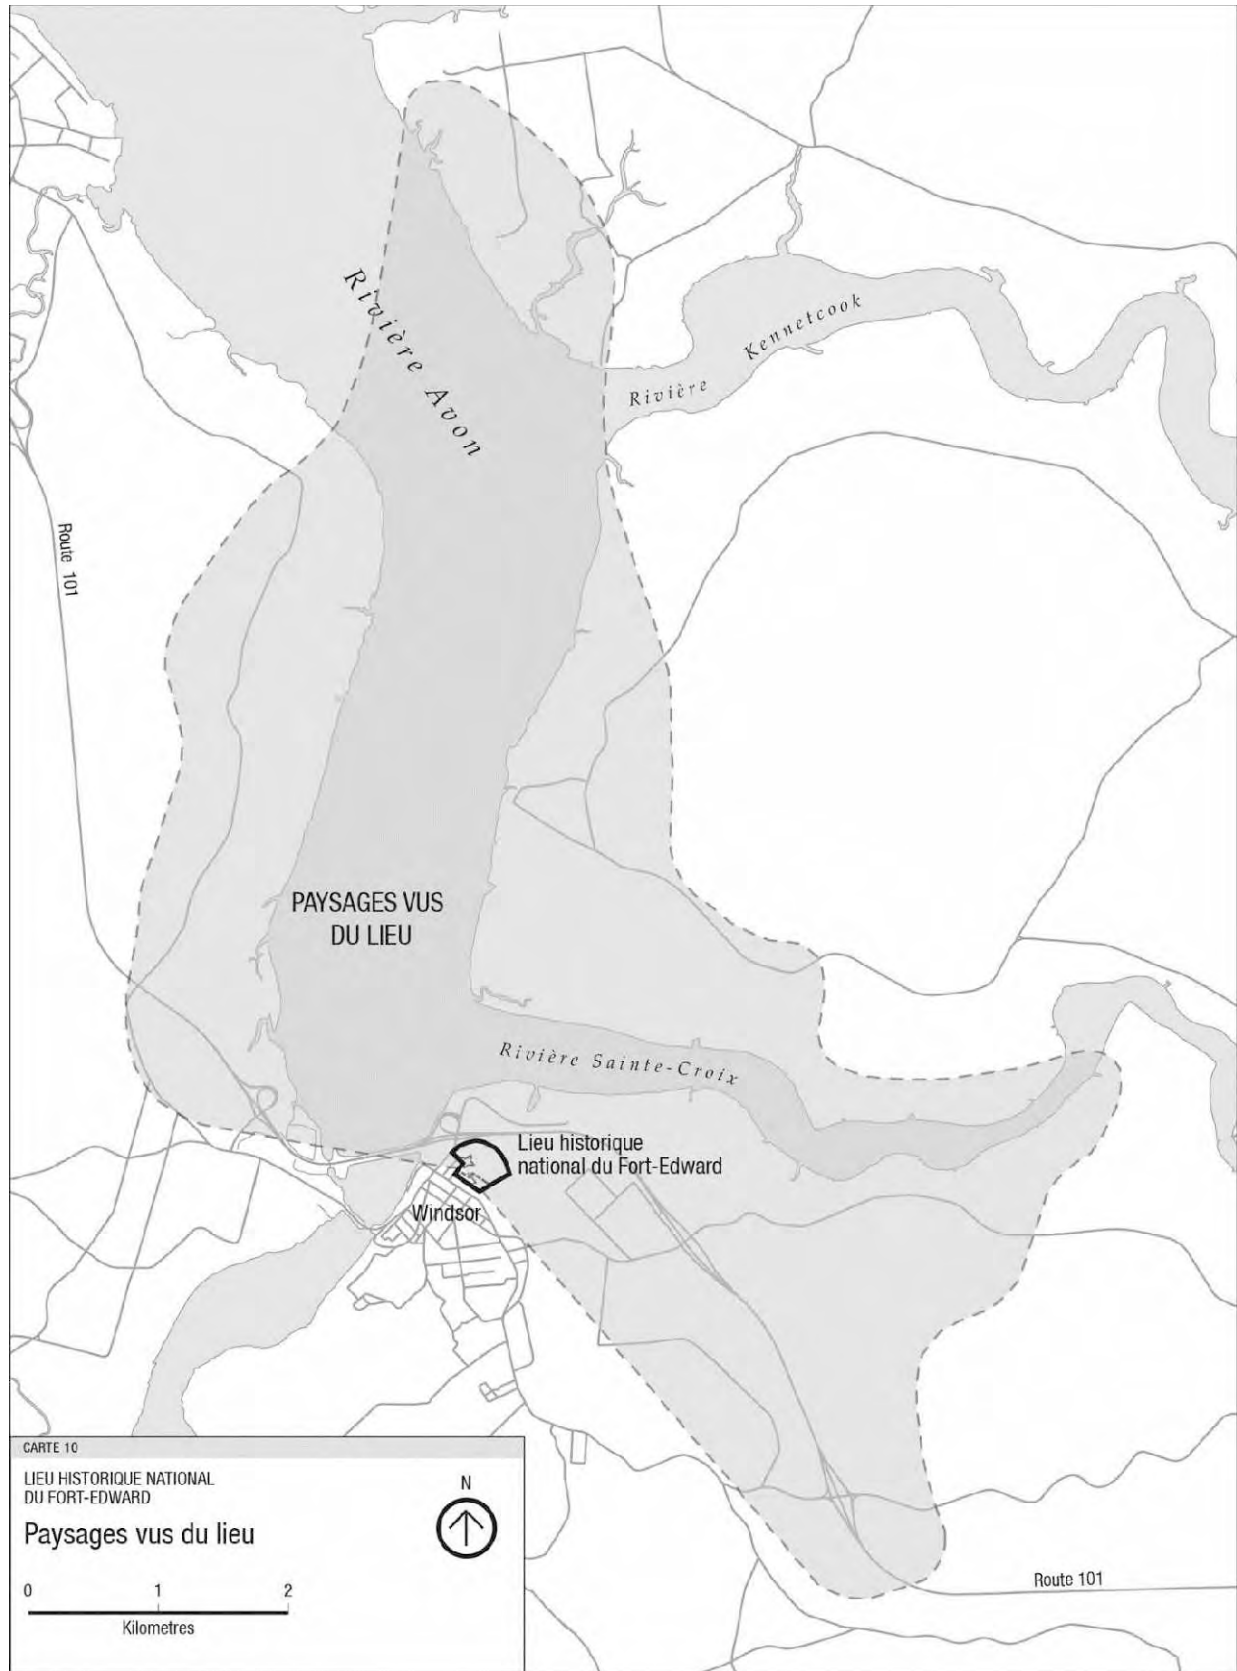 Rivière Avon
Rivière Kennetcook
Route 101
PAYSAGES VUS
DU LIEU
Rivière Sainte-Croix
Lieu historique
national du Fort-Edward
Windsor
CARTE 10
LIEU HISTORIQUE NATIONAL
DU FORT-EDWARD
N
Paysages vus du lieu
0 1 2
Kilometres
Route 101